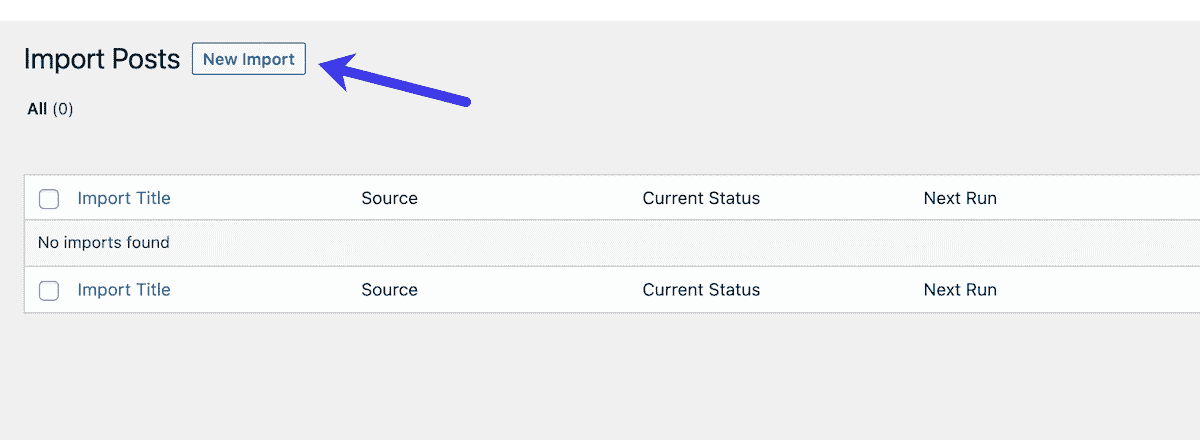 Import Posts New Import
All (0)
Import Title Source Current Status Next Run
No imports found
Import Title Source Current Status Next Run